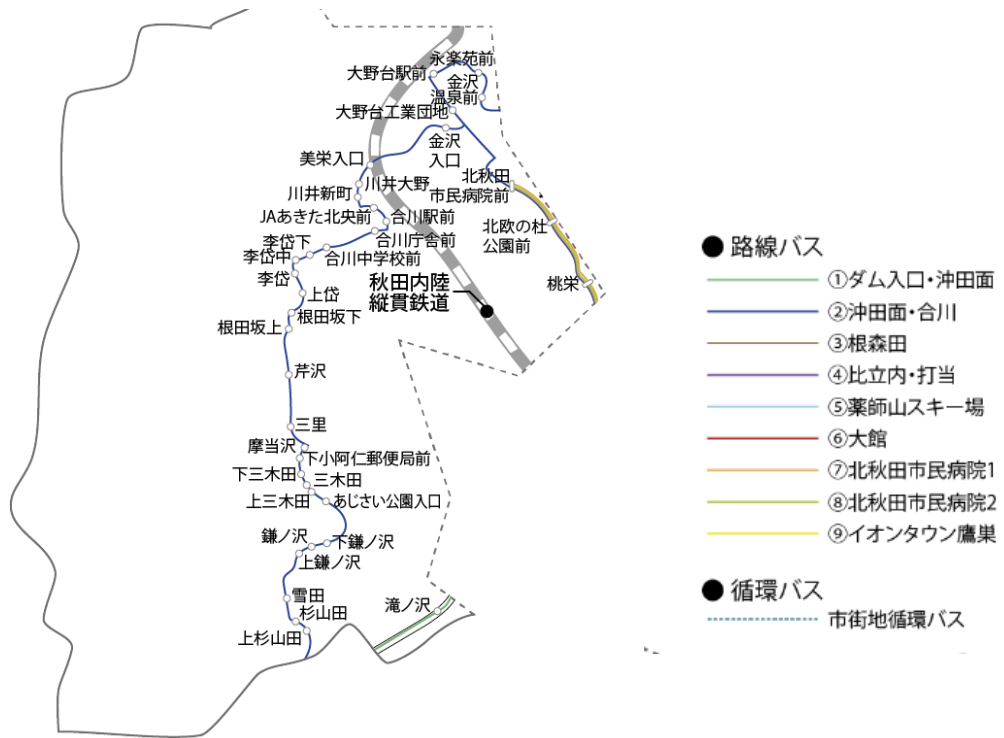 永楽苑前
大野台駅前
金沢
温泉前
大野台工業団地
金沢
入口
美栄入口
北秋田
市民病院前
川井大野
川井新町
JAあきた北央前
合川駅前
北欧の杜
公園前
合川庁舎前
李岱下
合川中学校前
李岱中
李岱
桃栄
秋田内陸
縦貫鉄道
上岱
根田坂下
根田坂上
芹沢
三里
摩当沢
下小阿仁郵便局前
下三木田
三木田
上三木田
あじさい公園入口
鎌ノ沢
下鎌ノ沢
上鎌ノ沢
雪田
滝ノ沢
杉山田
上杉山田
路線バス
①ダム入口・沖田面
②沖田面・合川
③根森田
④比立内・打当
⑤薬師山スキー場
⑥大館
⑦北秋田市民病院1
⑧北秋田市民病院2
⑨イオンタウン鷹巣
循環バス
市街地循環バス